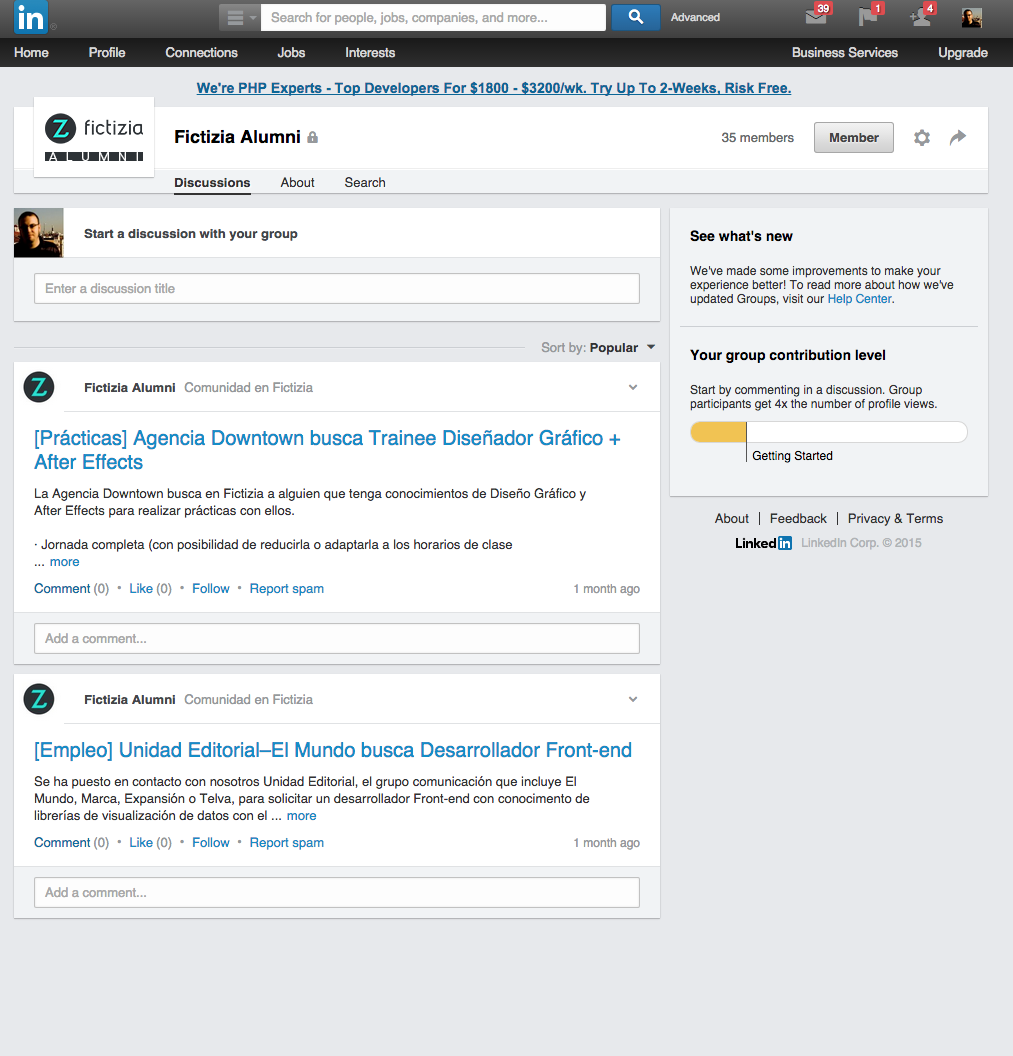 in
Search for people, jobs, companies, and more...
Advanced
39
1
4
Home
Profile
Connections
Jobs
Interests
Business Services
Upgrade
We're PHP Experts - Top Developers For $1800 - $3200/wk. Try Up To 2-Weeks, Risk Free.
fictizia
ALUMNI
Fictizia Alumni
35 members
Member
Discussions
About
Search
Start a discussion with your group
Enter a discussion title
Sort by: Popular
Fictizia Alumni Comunidad en Fictizia
[Prácticas] Agencia Downtown busca Trainee Diseñador Gráfico +
After Effects
La Agencia Downtown busca en Fictizia a alguien que tenga conocimientos de Diseño Gráfico y
After Effects para realizar prácticas con ellos.
· Jornada completa (con posibilidad de reducirla o adaptarla a los horarios de clase
... more
Comment (0) • Like (0) • Follow • Report spam
1 month ago
Add a comment...
Fictizia Alumni Comunidad en Fictizia
[Empleo] Unidad Editorial–El Mundo busca Desarrollador Front-end
Se ha puesto en contacto con nosotros Unidad Editorial, el grupo comunicación que incluye El
Mundo, Marca, Expansión o Telva, para solicitar un desarrollador Front-end con conocimento de
librerías de visualización de datos con el ... more
Comment (0) • Like (0) • Follow • Report spam
1 month ago
Add a comment...
See what's new
We've made some improvements to make your
experience better! To read more about how we've
updated Groups, visit our Help Center.
Your group contribution level
Start by commenting in a discussion. Group
participants get 4x the number of profile views.
Getting Started
About | Feedback | Privacy & Terms
Linked in LinkedIn Corp. © 2015